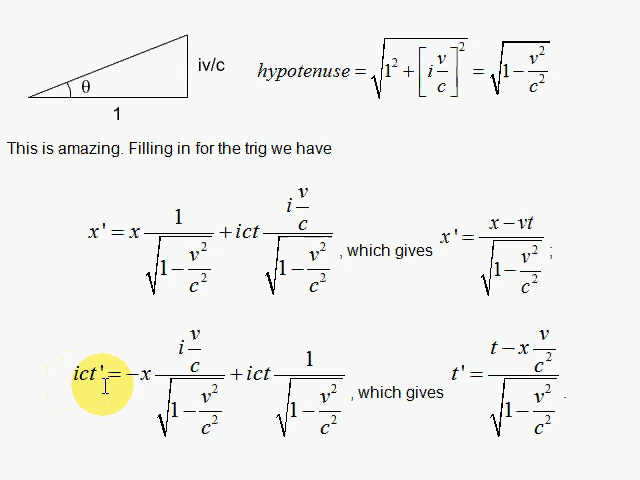 iv/c
θ
1
hypotenuse = √(1² + [i v/c]²) = √(1 − v²/c²)
This is amazing. Filling in for the trig we have
x' = x 1/√(1 − v²/c²) + ict (i v/c)/√(1 − v²/c²) , which gives x' = (x − vt)/√(1 − v²/c²) ;
ict' = −x (i v/c)/√(1 − v²/c²) + ict 1/√(1 − v²/c²) , which gives t' = (t − x v/c²)/√(1 − v²/c²) .